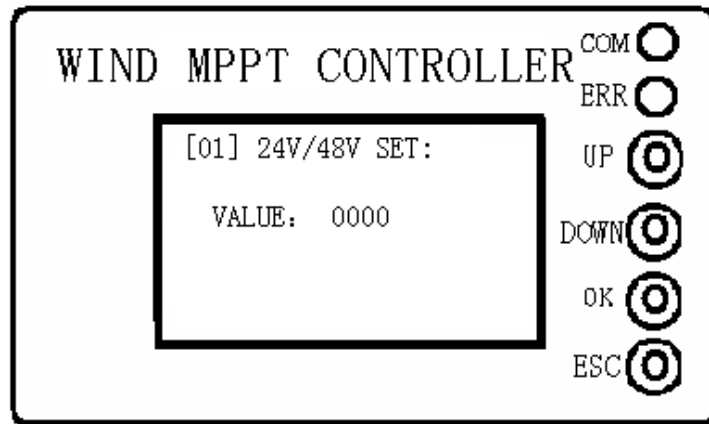 WIND MPPT CONTROLLER
COM
ERR
[01] 24V/48V SET:
UP
VALUE: 0000
DOWN
OK
ESC